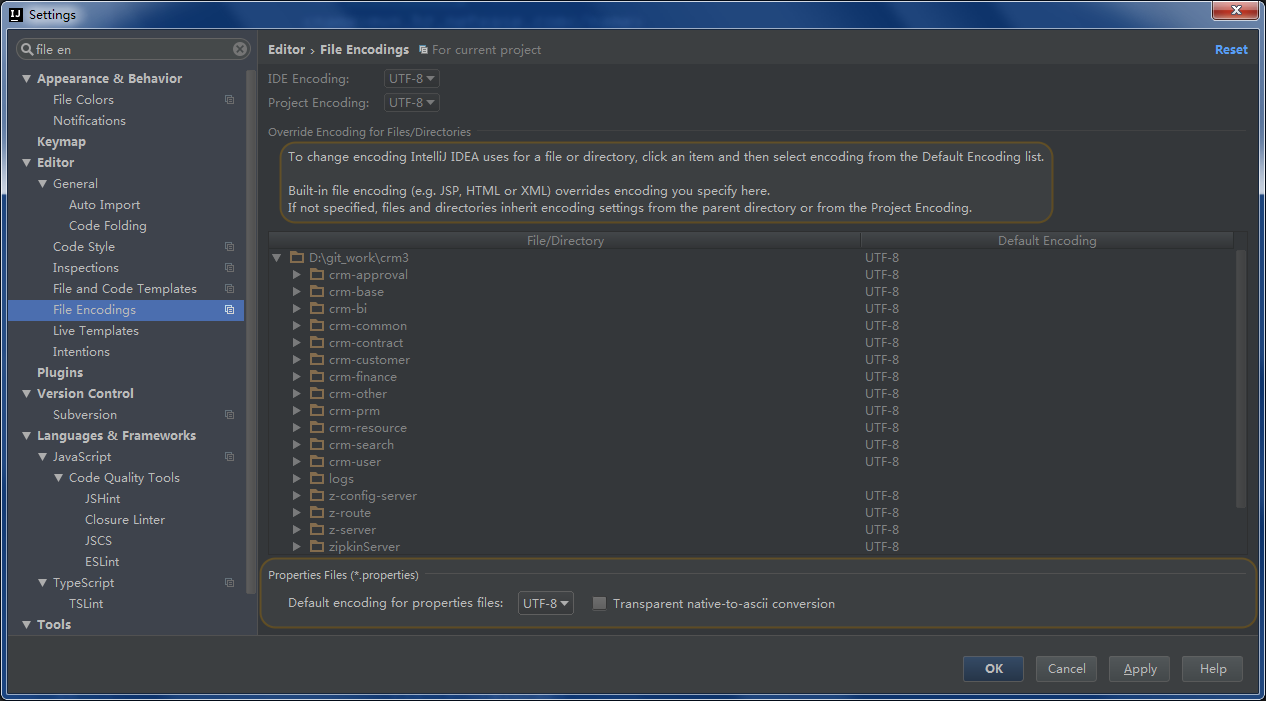 Settings
file en
Appearance & Behavior
File Colors
Notifications
Keymap
Editor
General
Auto Import
Code Folding
Code Style
Inspections
File and Code Templates
File Encodings
Live Templates
Intentions
Plugins
Version Control
Subversion
Languages & Frameworks
JavaScript
Code Quality Tools
JSHint
Closure Linter
JSCS
ESLint
TypeScript
TSLint
Tools
Editor › File Encodings For current project Reset
IDE Encoding: UTF-8
Project Encoding: UTF-8
Override Encoding for Files/Directories
To change encoding IntelliJ IDEA uses for a file or directory, click an item and then select encoding from the Default Encoding list.
Built-in file encoding (e.g. JSP, HTML or XML) overrides encoding you specify here.
If not specified, files and directories inherit encoding settings from the parent directory or from the Project Encoding.
File/Directory Default Encoding
D:\git_work\crm3 UTF-8
crm-approval UTF-8
crm-base UTF-8
crm-bi UTF-8
crm-common UTF-8
crm-contract UTF-8
crm-customer UTF-8
crm-finance UTF-8
crm-other UTF-8
crm-prm UTF-8
crm-resource UTF-8
crm-search UTF-8
crm-user UTF-8
logs
z-config-server UTF-8
z-route UTF-8
z-server UTF-8
zipkinServer UTF-8
Properties Files (*.properties)
Default encoding for properties files: UTF-8 Transparent native-to-ascii conversion
OK Cancel Apply Help